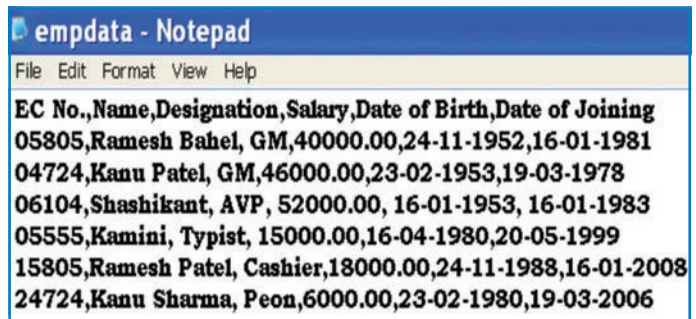 empdata - Notepad
File Edit Format View Help
EC No.,Name,Designation,Salary,Date of Birth,Date of Joining
05805,Ramesh Bahel, GM,40000.00,24-11-1952,16-01-1981
04724,Kanu Patel, GM,46000.00,23-02-1953,19-03-1978
06104,Shashikant, AVP, 52000.00, 16-01-1953, 16-01-1983
05555,Kamini, Typist, 15000.00,16-04-1980,20-05-1999
15805,Ramesh Patel, Cashier,18000.00,24-11-1988,16-01-2008
24724,Kanu Sharma, Peon,6000.00,23-02-1980,19-03-2006